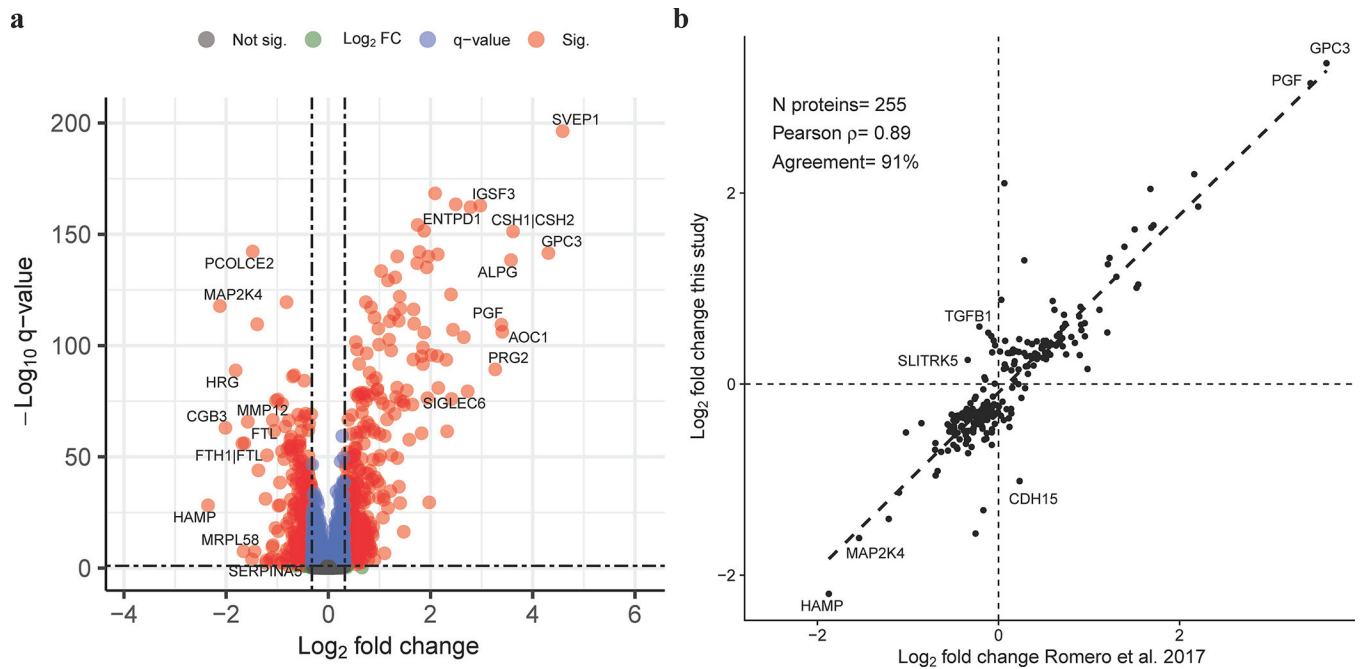 a
Not sig.
Log2 FC
q-value
Sig.
SVEP1
IGSF3
ENTPD1
CSH1|CSH2
GPC3
ALPG
PCOLCE2
MAP2K4
PGF
AOC1
PRG2
HRG
SIGLEC6
CGB3
MMP12
FTL
FTH1|FTL
HAMP
MRPL58
SERPINA5
200
150
100
50
0
−4
−2
0
2
4
6
−Log10 q-value
Log2 fold change
b
N proteins= 255
Pearson ρ= 0.89
Agreement= 91%
GPC3
PGF
TGFB1
SLITRK5
CDH15
MAP2K4
HAMP
2
0
−2
−2
0
2
Log2 fold change this study
Log2 fold change Romero et al. 2017